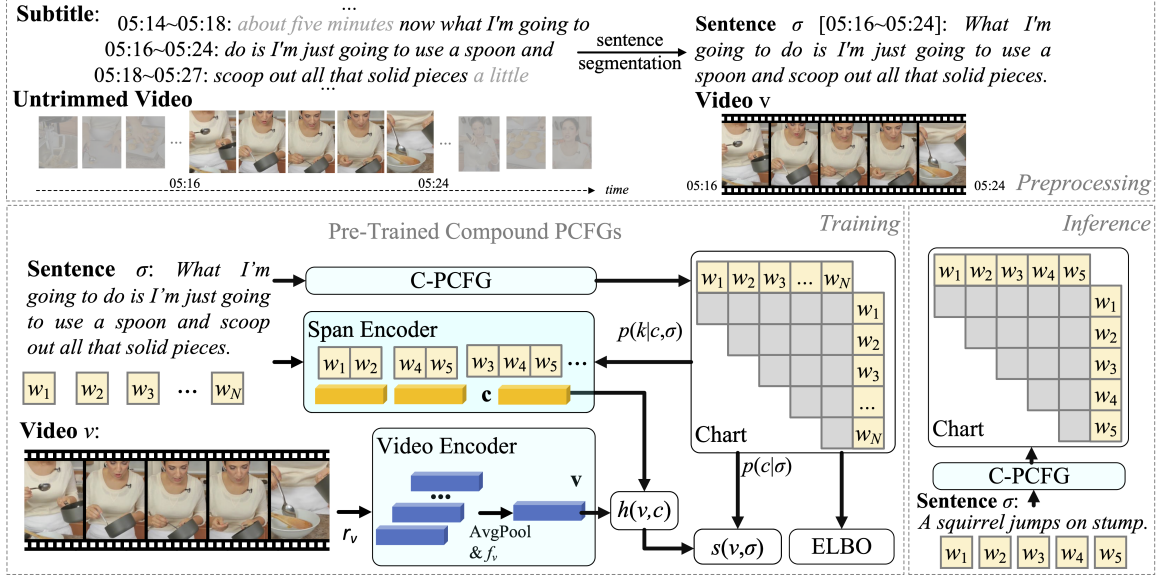 Subtitle:
...
05:14~05:18: about five minutes now what I'm going to
05:16~05:24: do is I'm just going to use a spoon and
05:18~05:27: scoop out all that solid pieces a little
...
sentence
segmentation
Sentence σ [05:16~05:24]: What I'm
going to do is I'm just going to use a
spoon and scoop out all that solid pieces.
Untrimmed Video
... ...
05:16 05:24 time
Video v
05:16 05:24
Preprocessing
Pre-Trained Compound PCFGs
Training
Sentence σ: What I'm
going to do is I'm just going
to use a spoon and scoop
out all that solid pieces.
w1 w2 w3 ... wN
C-PCFG
Span Encoder
w1 w2 w4 w5 w3 w4 w5 ...
c
p(k|c,σ)
w1 w2 w3 ... wN
w1
w2
w3
...
wN
Chart
Video v:
rv
Video Encoder
...
v
AvgPool
& fv
h(v,c)
p(c|σ)
s(v,σ)
ELBO
Inference
w1 w2 w3 w4 w5
w1
w2
w3
w4
w5
Chart
C-PCFG
Sentence σ:
A squirrel jumps on stump.
w1 w2 w3 w4 w5